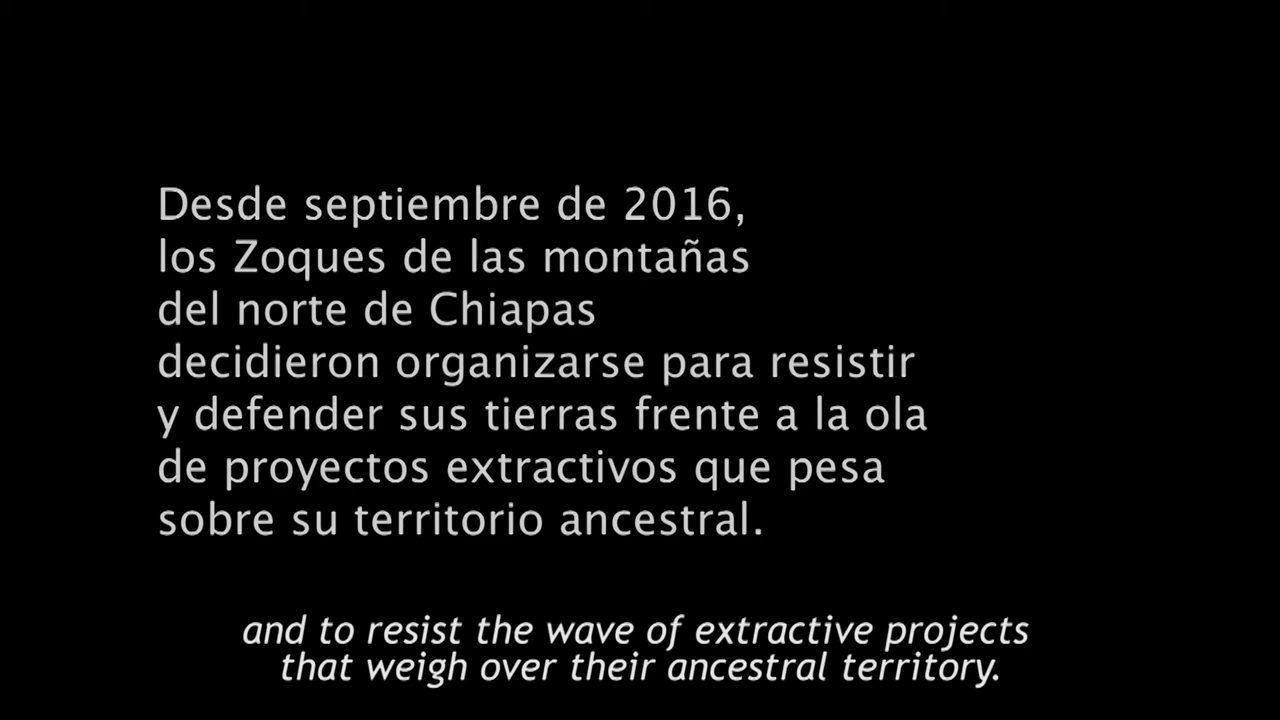 Desde septiembre de 2016,
los Zoques de las montañas
del norte de Chiapas
decidieron organizarse para resistir
y defender sus tierras frente a la ola
de proyectos extractivos que pesa
sobre su territorio ancestral.
and to resist the wave of extractive projects
that weigh over their ancestral territory.